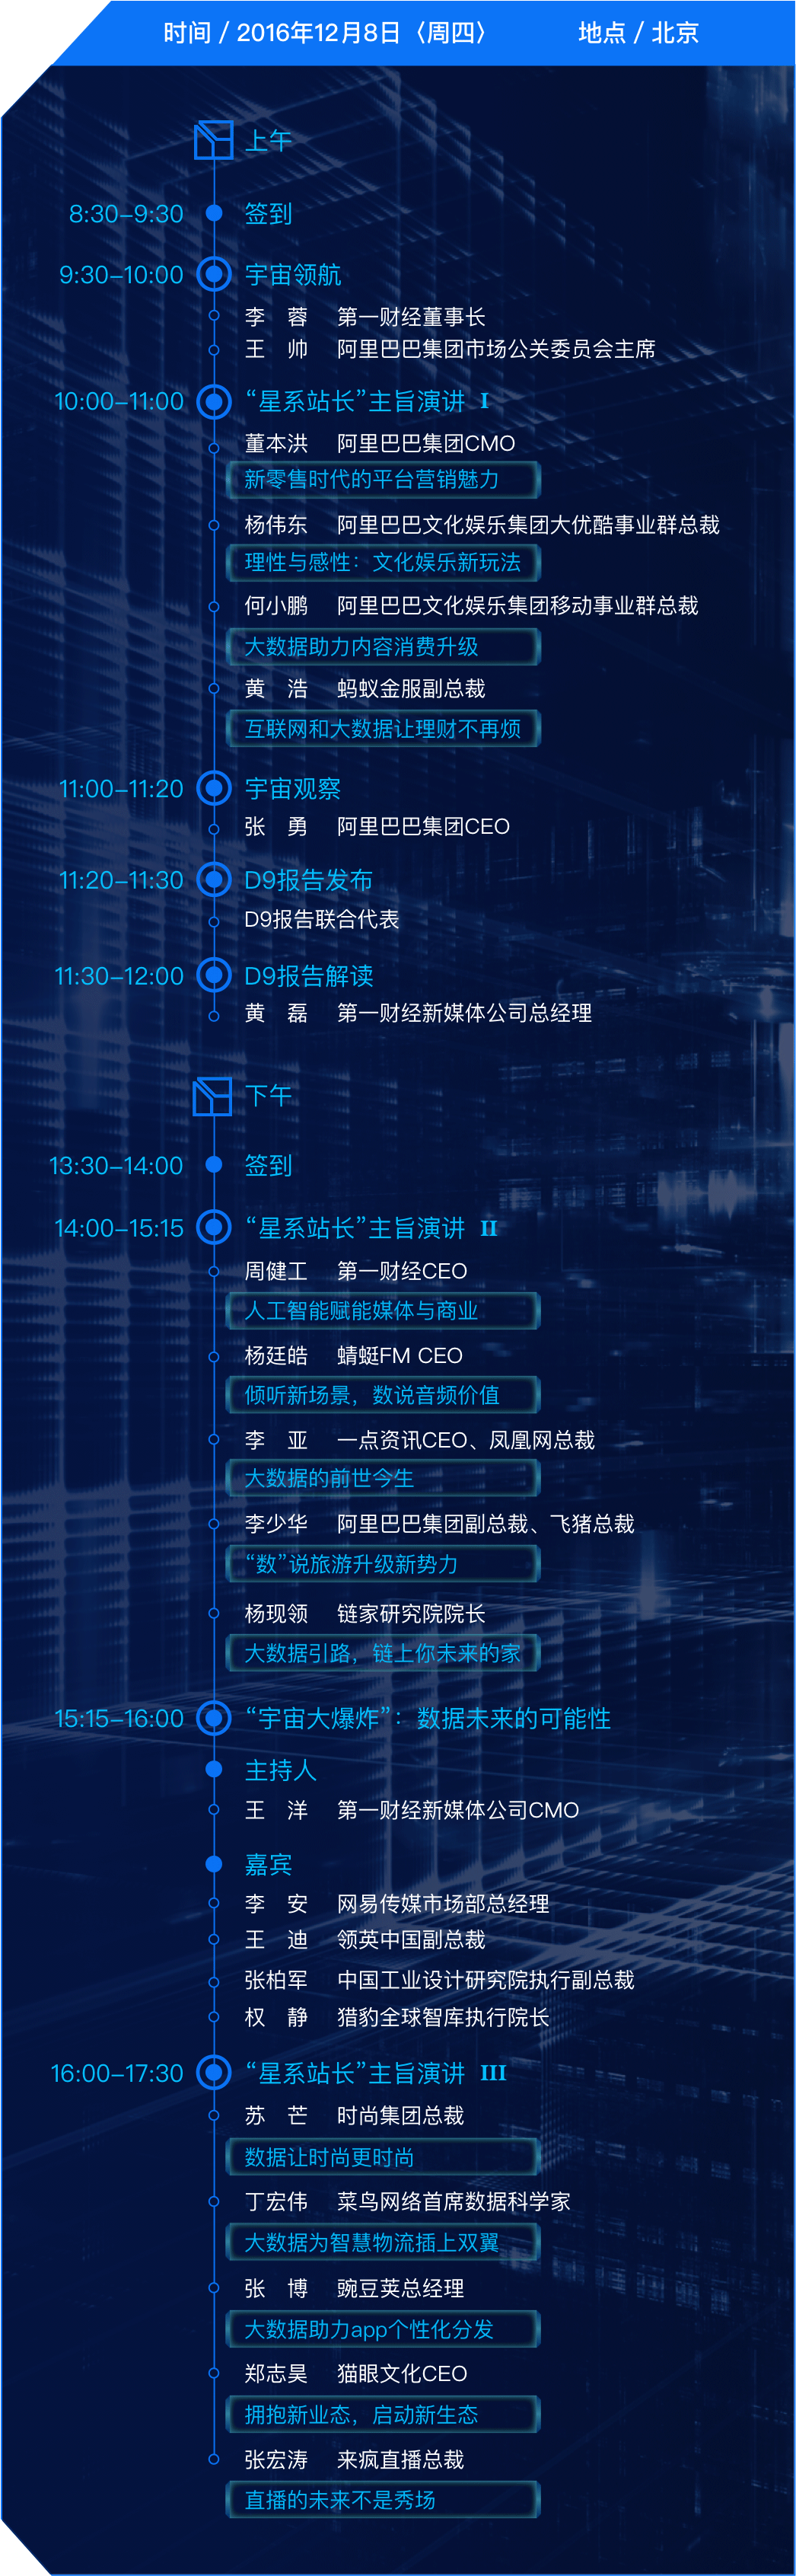 时间 / 2016年12月8日〈周四〉 地点 / 北京
上午
8:30-9:30 签到
9:30-10:00 宇宙领航
李 蓉 第一财经董事长
王 帅 阿里巴巴集团市场公关委员会主席
10:00-11:00 “星系站长”主旨演讲 I
董本洪 阿里巴巴集团CMO
新零售时代的平台营销魅力
杨伟东 阿里巴巴文化娱乐集团大优酷事业群总裁
理性与感性：文化娱乐新玩法
何小鹏 阿里巴巴文化娱乐集团移动事业群总裁
大数据助力内容消费升级
黄 浩 蚂蚁金服副总裁
互联网和大数据让理财不再烦
11:00-11:20 宇宙观察
张 勇 阿里巴巴集团CEO
11:20-11:30 D9报告发布
D9报告联合代表
11:30-12:00 D9报告解读
黄 磊 第一财经新媒体公司总经理
下午
13:30-14:00 签到
14:00-15:15 “星系站长”主旨演讲 II
周健工 第一财经CEO
人工智能赋能媒体与商业
杨廷皓 蜻蜓FM CEO
倾听新场景，数说音频价值
李 亚 一点资讯CEO、凤凰网总裁
大数据的前世今生
李少华 阿里巴巴集团副总裁、飞猪总裁
“数”说旅游升级新势力
杨现领 链家研究院院长
大数据引路，链上你未来的家
15:15-16:00 “宇宙大爆炸”：数据未来的可能性
主持人
王 洋 第一财经新媒体公司CMO
嘉宾
李 安 网易传媒市场部总经理
王 迪 领英中国副总裁
张柏军 中国工业设计研究院执行副总裁
权 静 猎豹全球智库执行院长
16:00-17:30 “星系站长”主旨演讲 III
苏 芒 时尚集团总裁
数据让时尚更时尚
丁宏伟 菜鸟网络首席数据科学家
大数据为智慧物流插上双翼
张 博 豌豆荚总经理
大数据助力app个性化分发
郑志昊 猫眼文化CEO
拥抱新业态，启动新生态
张宏涛 来疯直播总裁
直播的未来不是秀场